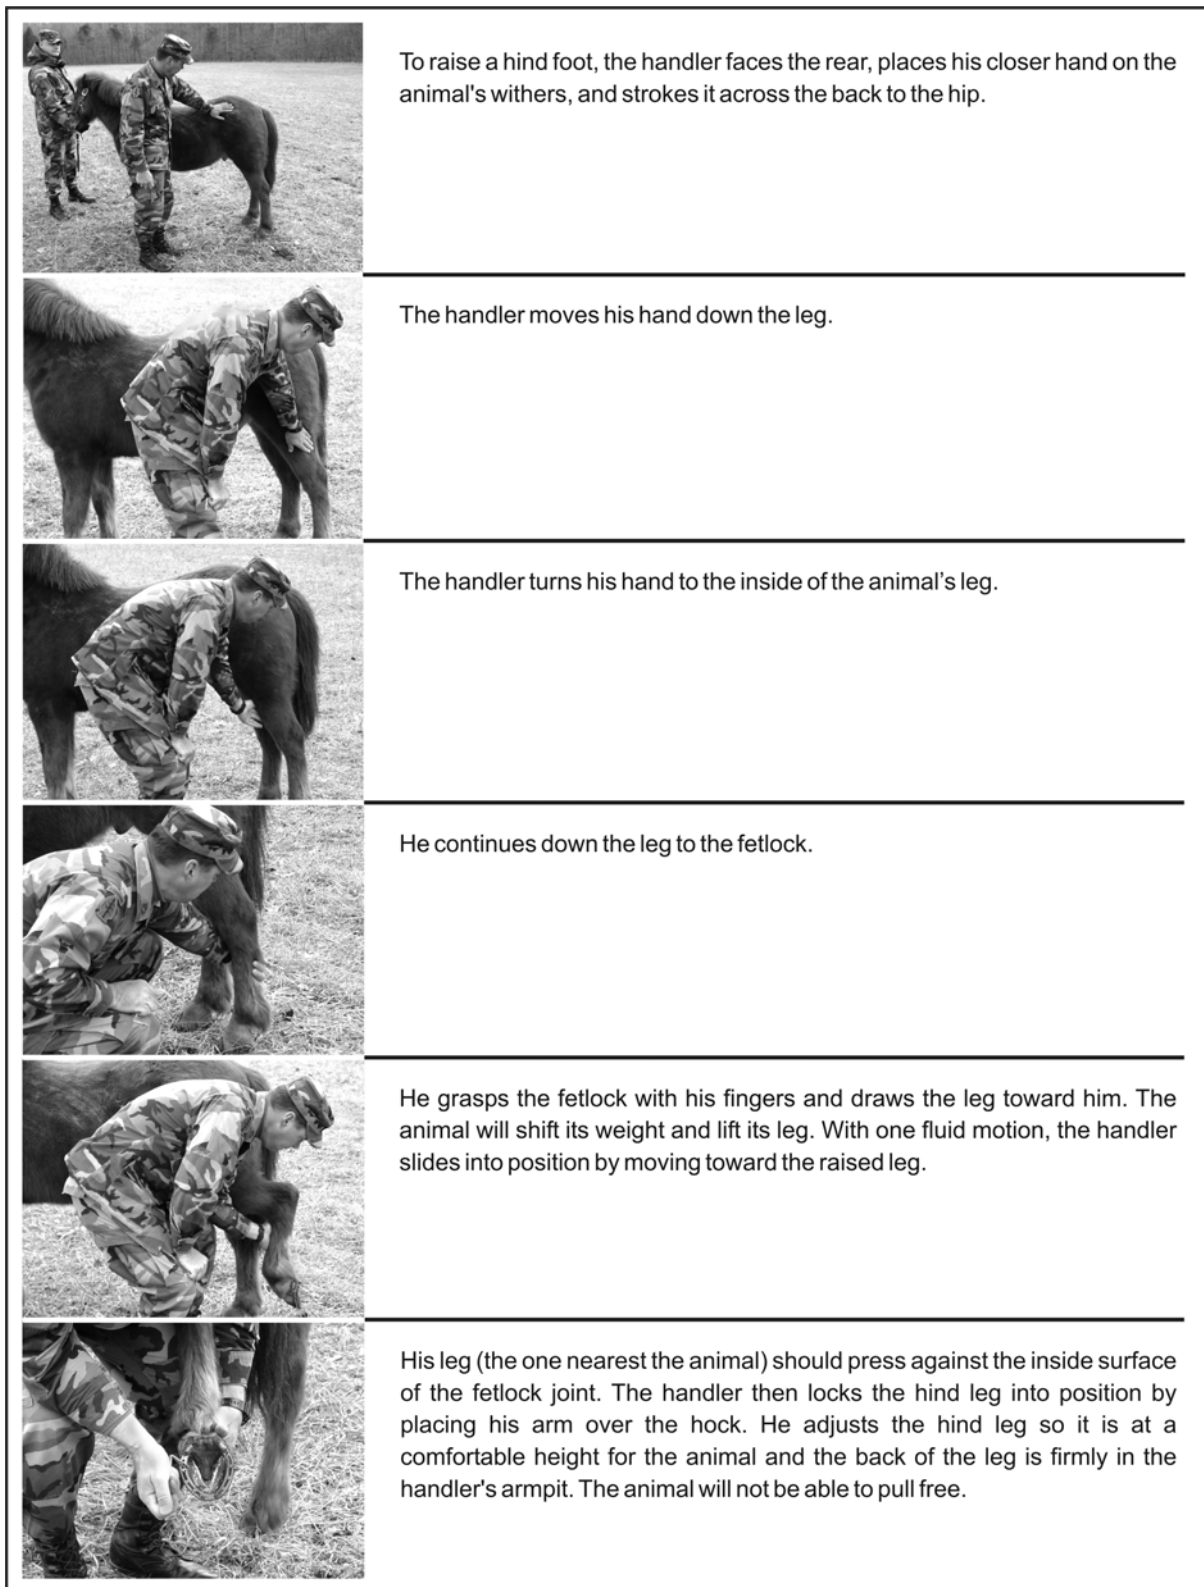 To raise a hind foot, the handler faces the rear, places his closer hand on the
animal's withers, and strokes it across the back to the hip.
The handler moves his hand down the leg.
The handler turns his hand to the inside of the animal’s leg.
He continues down the leg to the fetlock.
He grasps the fetlock with his fingers and draws the leg toward him. The
animal will shift its weight and lift its leg. With one fluid motion, the handler
slides into position by moving toward the raised leg.
His leg (the one nearest the animal) should press against the inside surface
of the fetlock joint. The handler then locks the hind leg into position by
placing his arm over the hock. He adjusts the hind leg so it is at a
comfortable height for the animal and the back of the leg is firmly in the
handler's armpit. The animal will not be able to pull free.